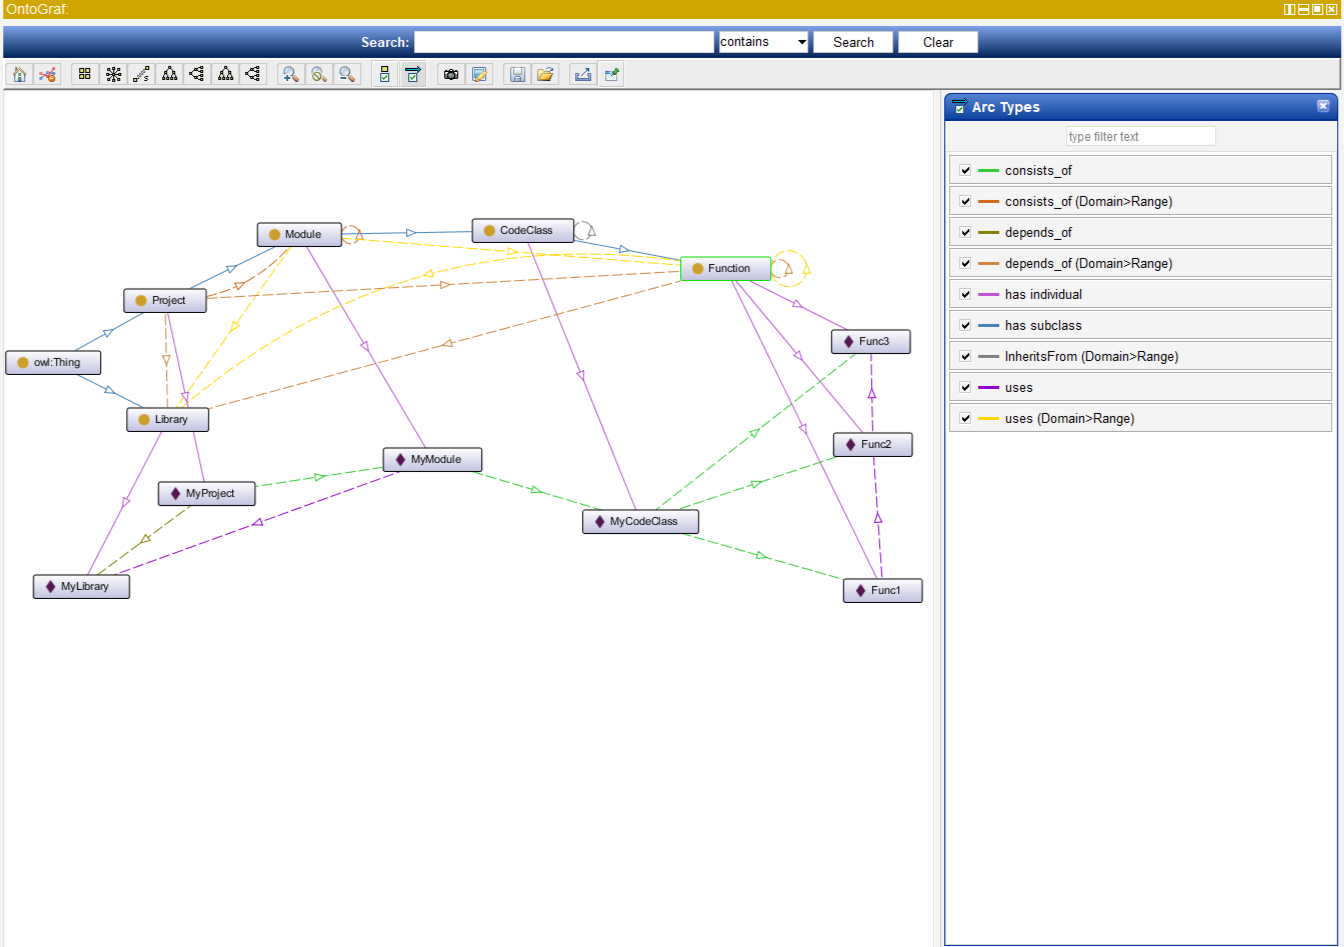 OntoGraf:
Search: contains Search Clear
Arc Types
type filter text
consists_of
consists_of (Domain>Range)
depends_of
depends_of (Domain>Range)
has individual
has subclass
InheritsFrom (Domain>Range)
uses
uses (Domain>Range)
Module
CodeClass
Function
Project
Func3
owl:Thing
Library
Func2
MyModule
MyProject
MyCodeClass
MyLibrary
Func1